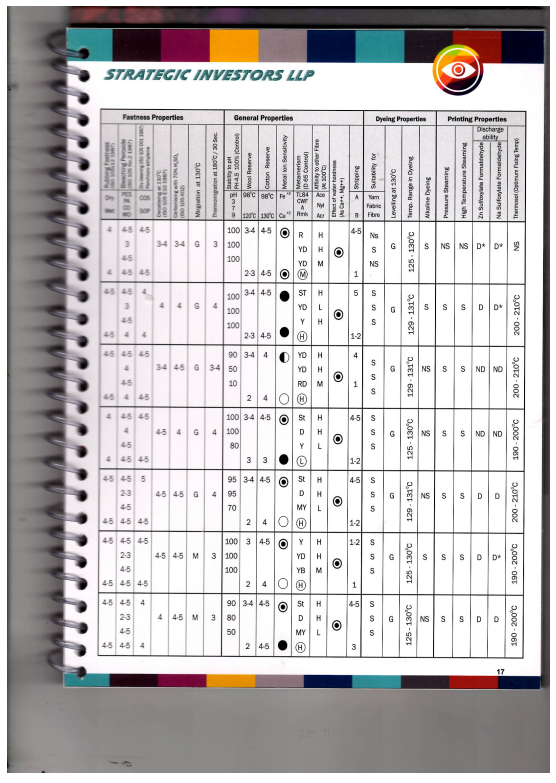 STRATEGIC INVESTORS LLP
Fastness Properties General Properties Dyeing Properties Printing Properties
Discharge ability
Rubbing Fastness
Bleaching Peroxide
Decatising at 130°C
Carbonising with 70% H₂SO₄
Migration at 130°C
Thermomigration at 180°C / 30 Sec.
Stability to pH
PH 4.5 100% (Control)
Wool Reserve
Cotton Reserve
Metal Ion Sensitivity
Metamerism (D 65 Control)
Affinity to other Fibre (At 100°C)
Effect of water hardness (As Ca++, Mg++)
Stripping
Suitability for
Levelling at 130°C
Temp. Range in Dyeing
Alkaline Dyeing
Pressure Steaming
High Temperature Steaming
Zn Sulfoxylate Formaldehyde
Na Sulfoxylate Formaldehyde
Thermosol (Optimum Fixing Temp)
Dry PES COS pH 98°C 98°C Fe TL84 Ace A Yarn
3 CWF Nyl Fabric
7 A
Wet SOP 9 120°C 130°C Cu Rmk Acr B Fibre
4 4-5 4-5 100 3-4 4-5 R H 4-5 Ns
3 3-4 3-4 G 3 100 YD H S G 125 - 130°C S NS NS D* D* NS
4-5 100 YD M NS
4-5 4-5 2-3 4-5 M 1
4-5 4-5 4 100 3-4 4-5 ST H 5 S
3 4 4 G 4 100 YD L S G 129 - 131°C S S S D D* 200 - 210°C
4-5 100 Y H S
4-5 4 4 2-3 4-5 H 1-2
4-5 4-5 4-5 90 3-4 4 YD H 4 S
4 3-4 4-5 G 3-4 50 YD H S G 129 - 131°C NS S S ND ND 200 - 210°C
4-5 10 RD M 1 S
4-5 4 4-5 2 4 H
4 4-5 4-5 100 3-4 4-5 St H 4-5 S
4 4-5 4 G 4 100 D H S G 125 - 130°C NS S S ND ND 190 - 200°C
4-5 80 Y L S
4 4-5 4-5 3 3 L 1-2
4-5 4-5 5 95 3-4 4-5 St H 4-5 S
2-3 4-5 4-5 G 4 95 D H S G 129 - 131°C NS S S D D 200 - 210°C
4-5 70 MY L S
4-5 4-5 4-5 2 4 H 1-2
4-5 4-5 4-5 100 3 4-5 Y H 1-2 S
2-3 4-5 4-5 M 3 100 YD H S G 125 - 130°C S S S D D* 190 - 200°C
4-5 100 YB M S
4-5 4-5 4-5 2 4 H 1
4-5 4-5 4 90 3-4 4-5 St H 4-5 S
2-3 4 4-5 M 3 80 D H S G 125 - 130°C NS S S D D 190 - 200°C
4-5 50 MY L S
4-5 4-5 4 2 4-5 H 3
17